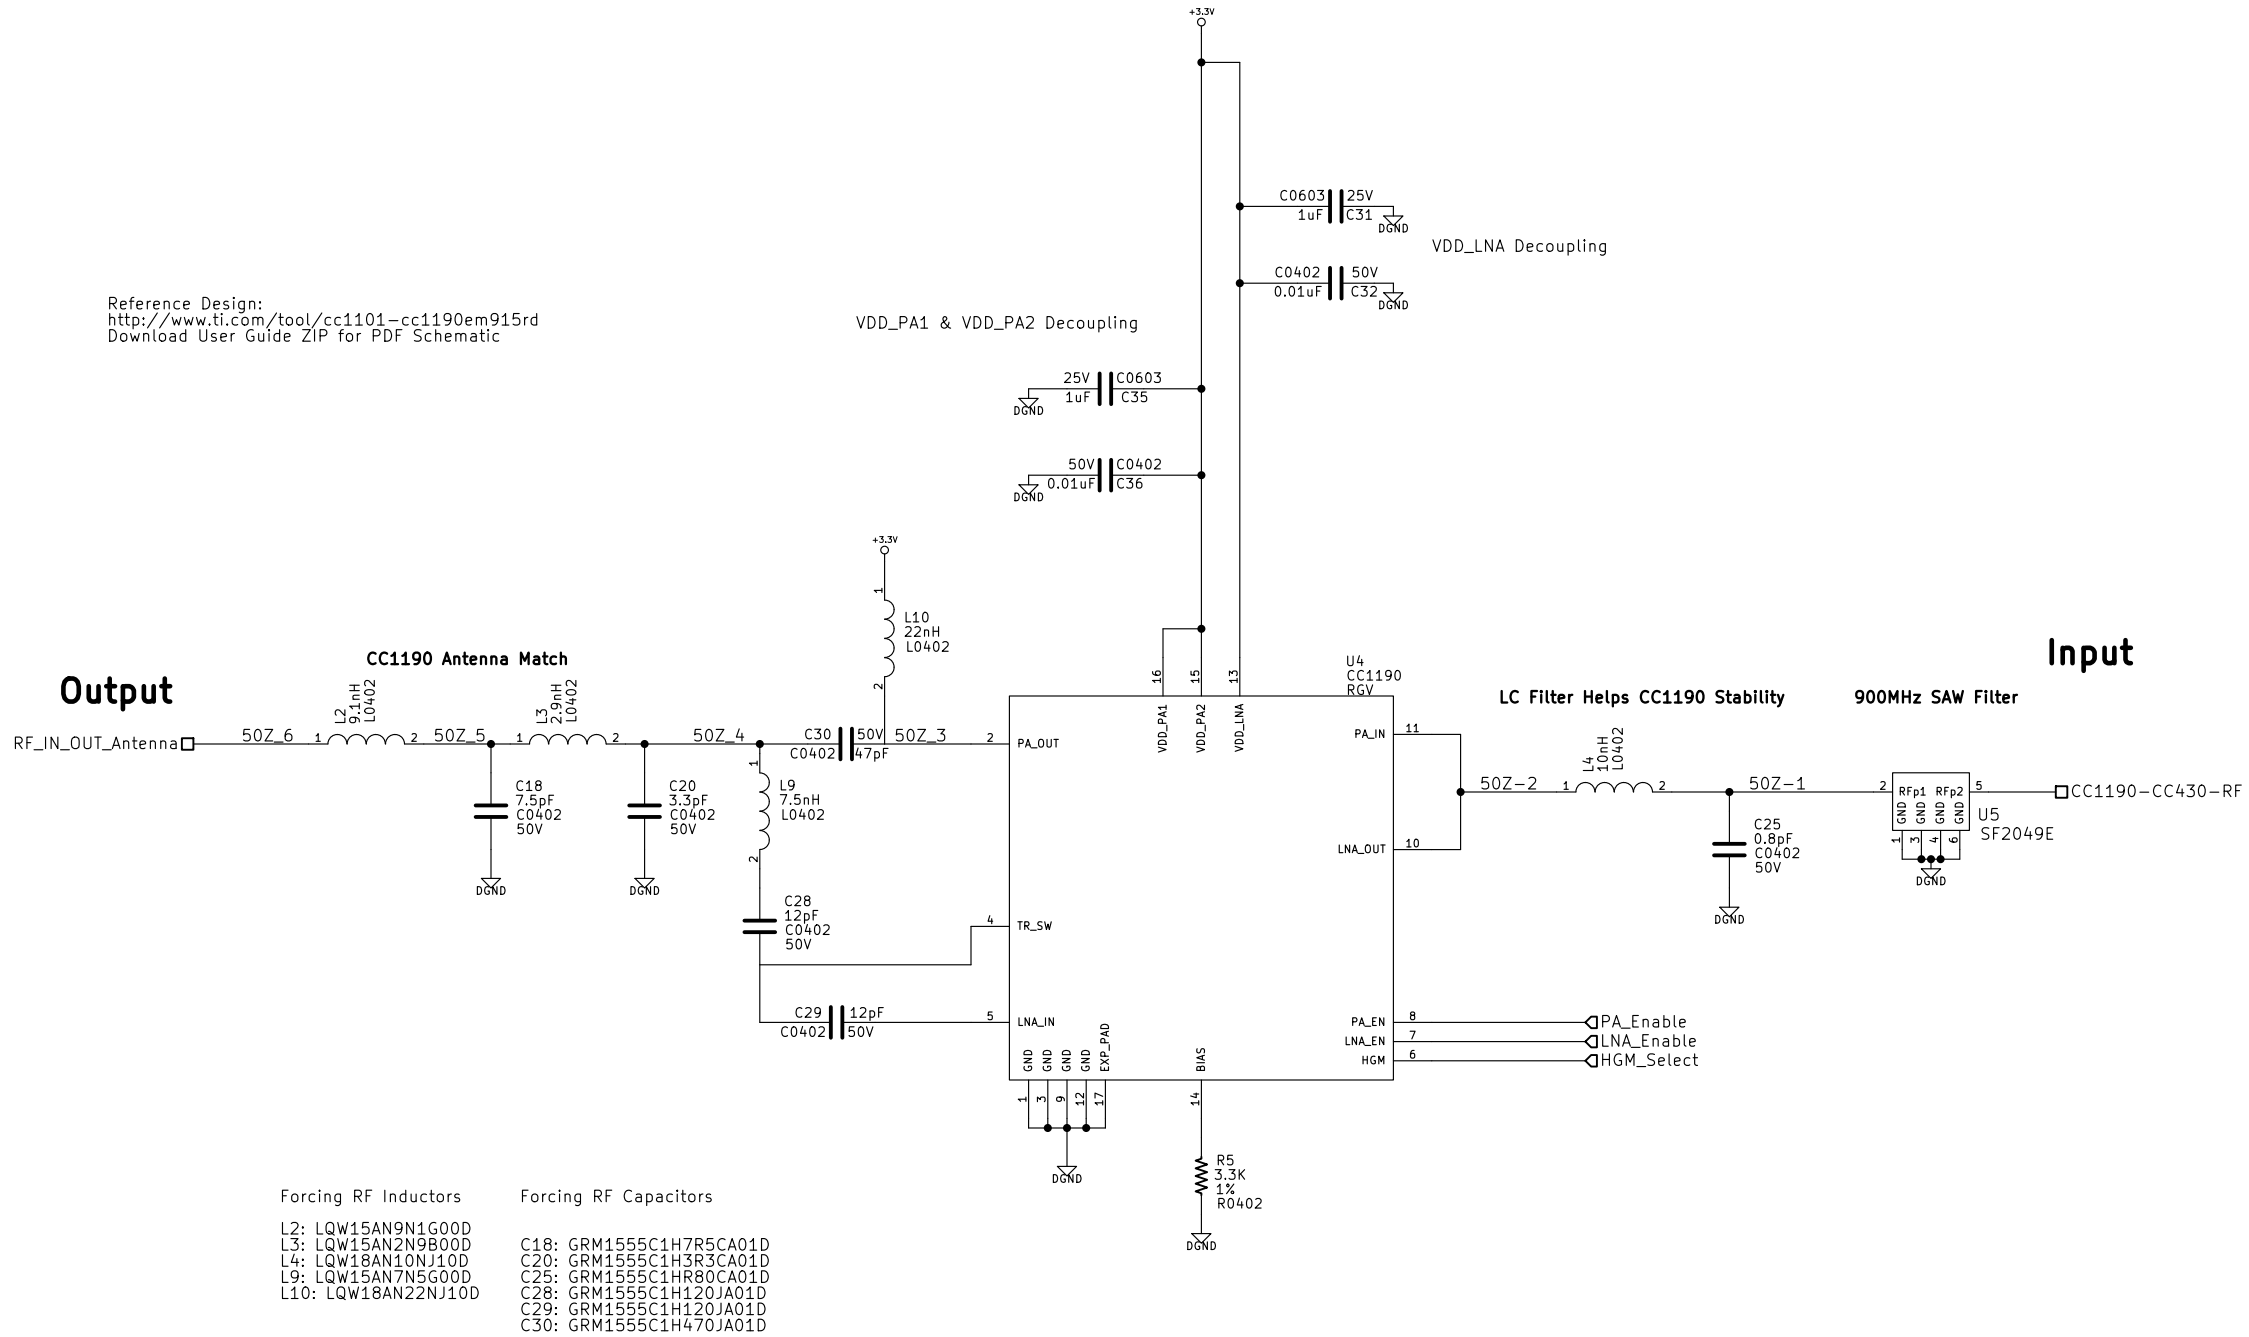 +3.3V
C0603 25V
1uF C31
DGND
VDD_LNA Decoupling
C0402 50V
0.01uF C32
DGND
Reference Design:
http://www.ti.com/tool/cc1101-cc1190em915rd
Download User Guide ZIP for PDF Schematic
VDD_PA1 & VDD_PA2 Decoupling
25V C0603
1uF C35
DGND
50V C0402
0.01uF C36
DGND
+3.3V
1
L10
22nH
L0402
2
Output
CC1190 Antenna Match
RF_IN_OUT_Antenna
50Z_6
1
L2
9.1nH
L0402
2
50Z_5
1
L3
2.9nH
L0402
2
50Z_4
C30 50V
C0402 47pF
50Z_3
2
PA_OUT
C18
7.5pF
C0402
50V
DGND
C20
3.3pF
C0402
50V
DGND
1
L9
7.5nH
L0402
2
C28
12pF
C0402
50V
4
TR_SW
C29 12pF
C0402 50V
5
LNA_IN
16
15
13
VDD_PA1
VDD_PA2
VDD_LNA
U4
CC1190
RGV
PA_IN
11
LNA_OUT
10
PA_EN
8
PA_Enable
LNA_EN
7
LNA_Enable
HGM
6
HGM_Select
GND
GND
GND
GND
EXP_PAD
BIAS
1
3
9
12
17
14
DGND
R5
3.3K
1%
R0402
DGND
Input
LC Filter Helps CC1190 Stability
900MHz SAW Filter
50Z-2
1
L4
10nH
L0402
2
50Z-1
C25
0.8pF
C0402
50V
DGND
2
RFp1 RFp2
5
CC1190-CC430-RF
GND
GND
GND
GND
U5
SF2049E
1
3
4
6
DGND
Forcing RF Inductors
L2: LQW15AN9N1G00D
L3: LQW15AN2N9B00D
L4: LQW18AN10NJ10D
L9: LQW15AN7N5G00D
L10: LQW18AN22NJ10D
Forcing RF Capacitors
C18: GRM1555C1H7R5CA01D
C20: GRM1555C1H3R3CA01D
C25: GRM1555C1HR80CA01D
C28: GRM1555C1H120JA01D
C29: GRM1555C1H120JA01D
C30: GRM1555C1H470JA01D